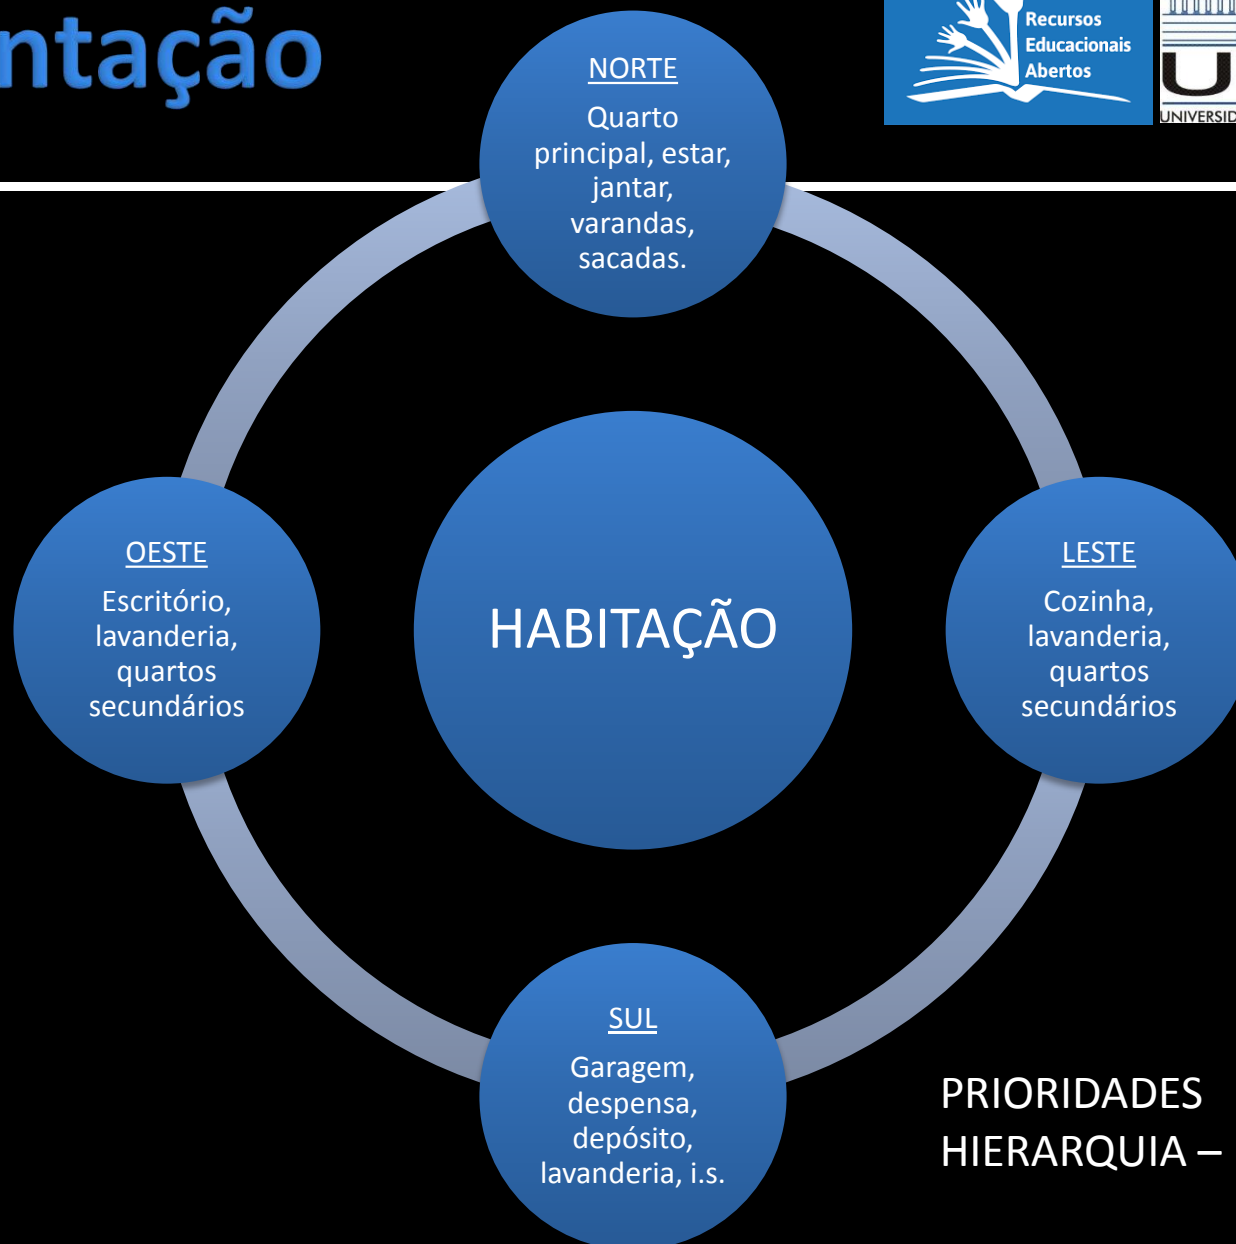 ntação
Recursos
Educacionais
Abertos
U
UNIVERSID
NORTE
Quarto
principal, estar,
jantar,
varandas,
sacadas.
OESTE
Escritório,
lavanderia,
quartos
secundários
HABITAÇÃO
LESTE
Cozinha,
lavanderia,
quartos
secundários
SUL
Garagem,
despensa,
depósito,
lavanderia, i.s.
PRIORIDADES
HIERARQUIA –